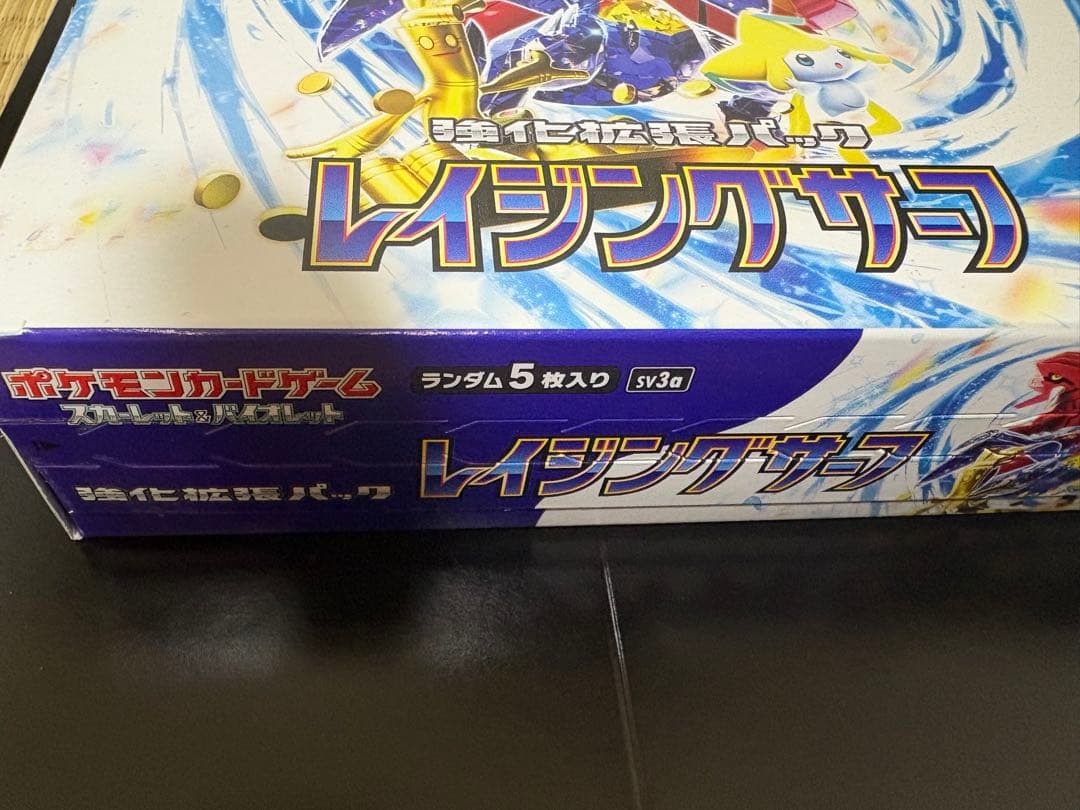 強化拡張パック
レイジングサーフ
ポケモンカードゲーム
スカーレット&バイオレット
ランダム5枚入り SV3a
強化拡張パック
レイジングサーフ